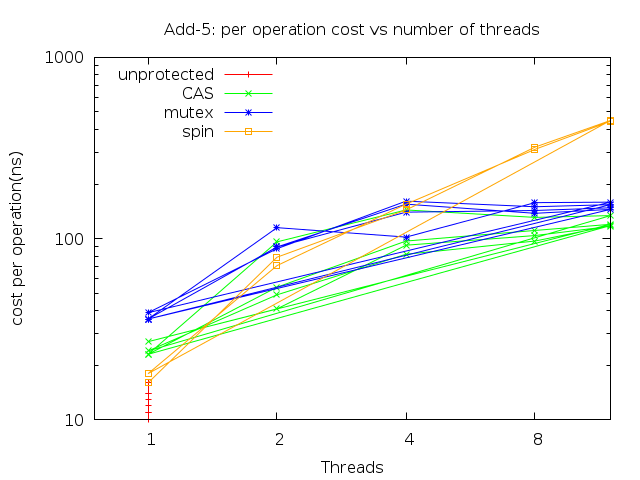 Add-5: per operation cost vs number of threads
cost per operation(ns)
1000
100
10
unprotected
CAS
mutex
spin
1 2 4 8
Threads